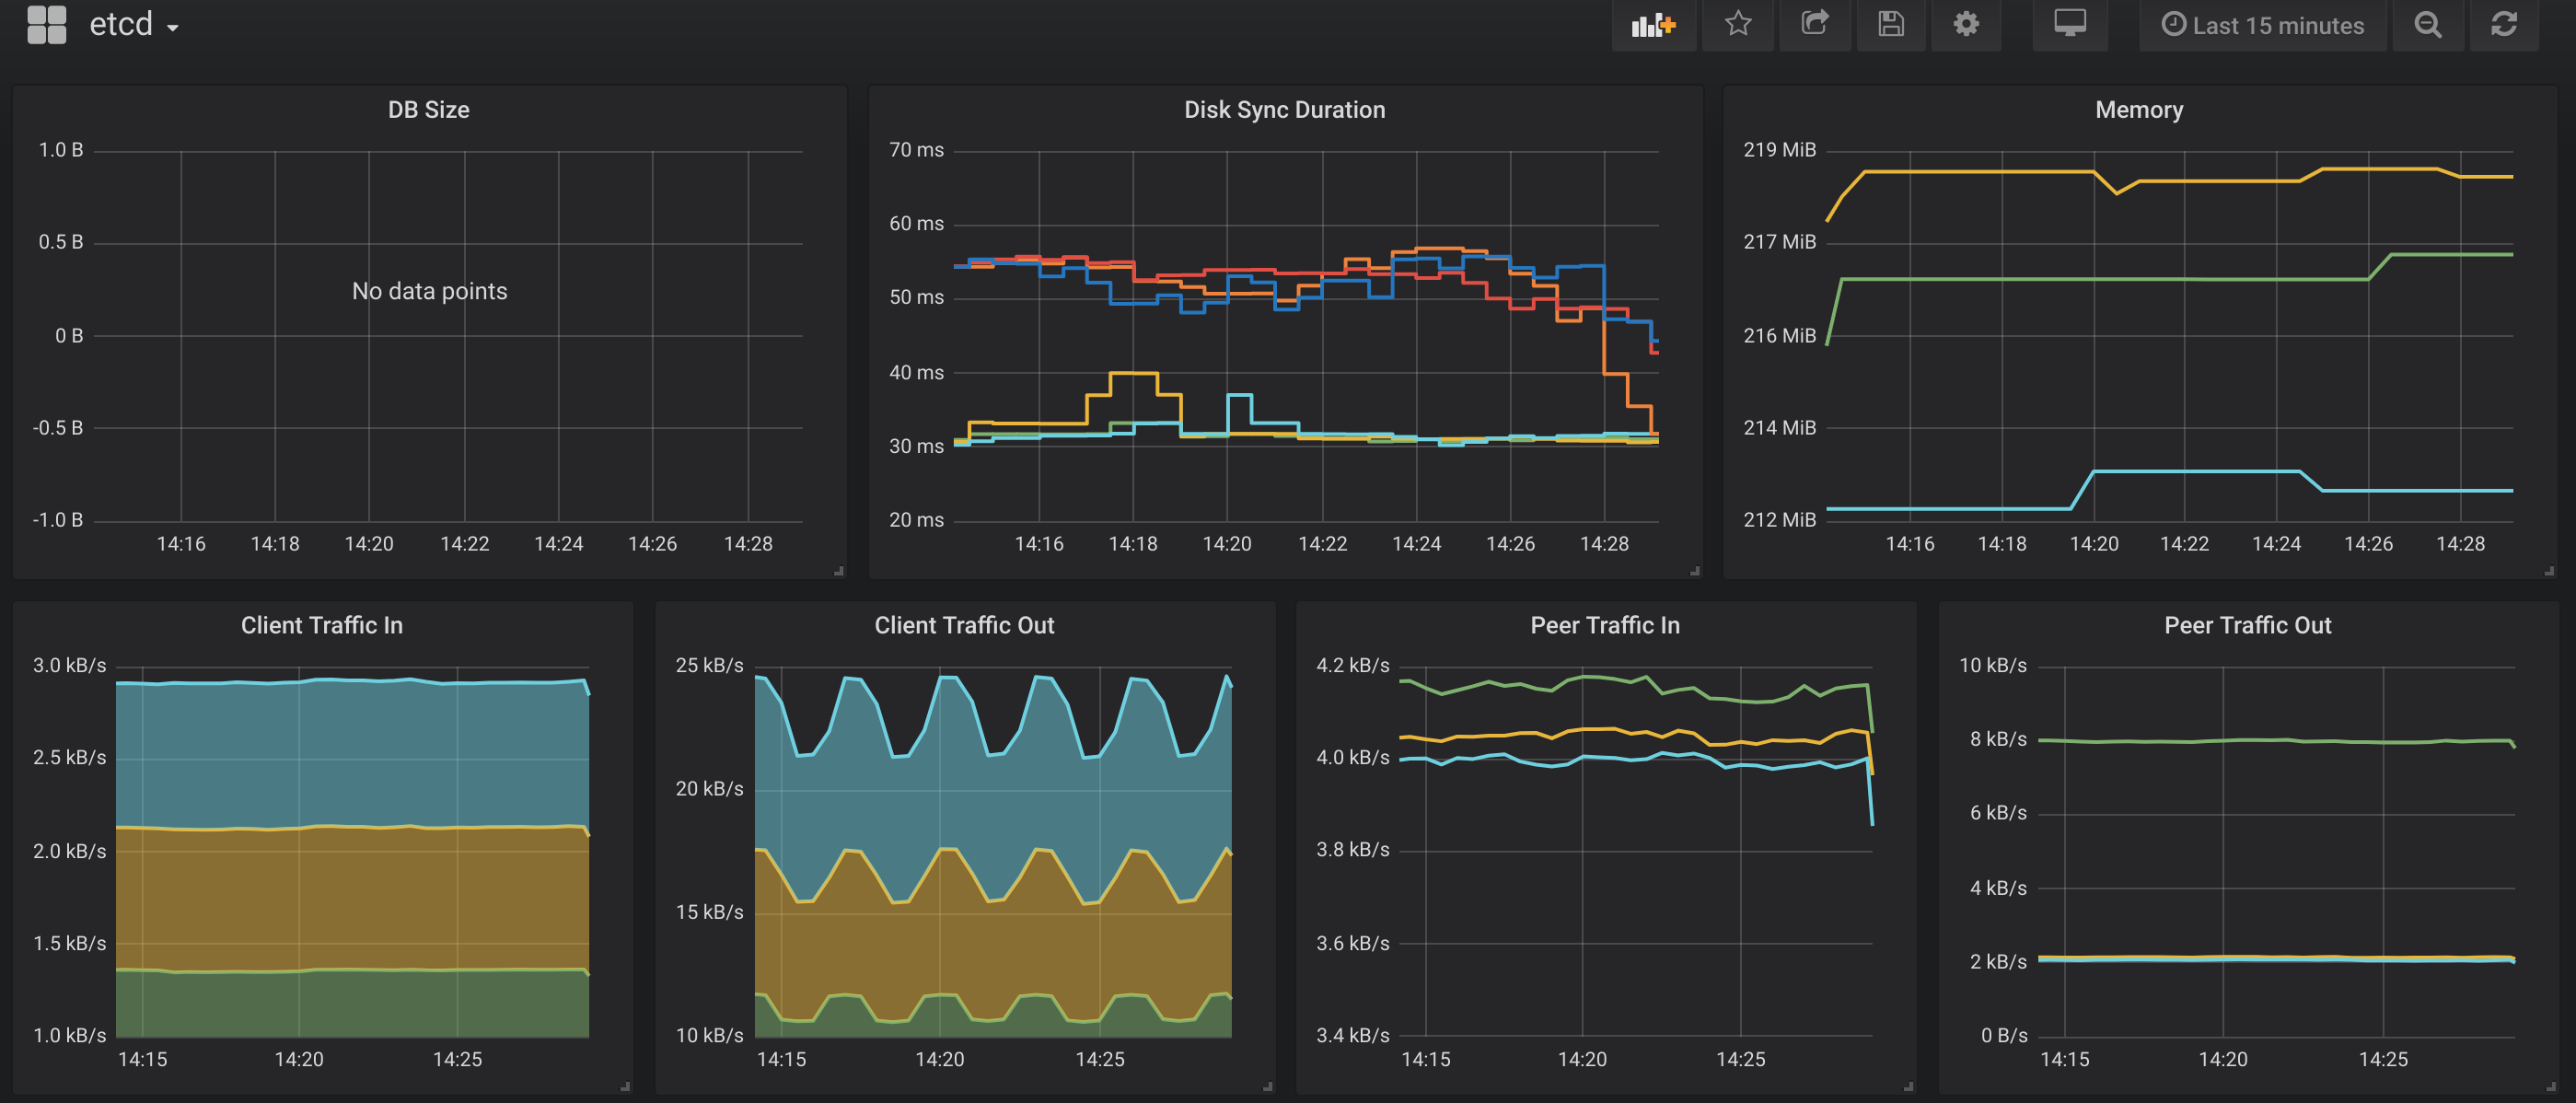 etcd
Last 15 minutes
DB Size
1.0 B
0.5 B
0 B
-0.5 B
-1.0 B
No data points
14:16 14:18 14:20 14:22 14:24 14:26 14:28
Disk Sync Duration
70 ms
60 ms
50 ms
40 ms
30 ms
20 ms
14:16 14:18 14:20 14:22 14:24 14:26 14:28
Memory
219 MiB
217 MiB
216 MiB
214 MiB
212 MiB
14:16 14:18 14:20 14:22 14:24 14:26 14:28
Client Traffic In
3.0 kB/s
2.5 kB/s
2.0 kB/s
1.5 kB/s
1.0 kB/s
14:15 14:20 14:25
Client Traffic Out
25 kB/s
20 kB/s
15 kB/s
10 kB/s
14:15 14:20 14:25
Peer Traffic In
4.2 kB/s
4.0 kB/s
3.8 kB/s
3.6 kB/s
3.4 kB/s
14:15 14:20 14:25
Peer Traffic Out
10 kB/s
8 kB/s
6 kB/s
4 kB/s
2 kB/s
0 B/s
14:15 14:20 14:25